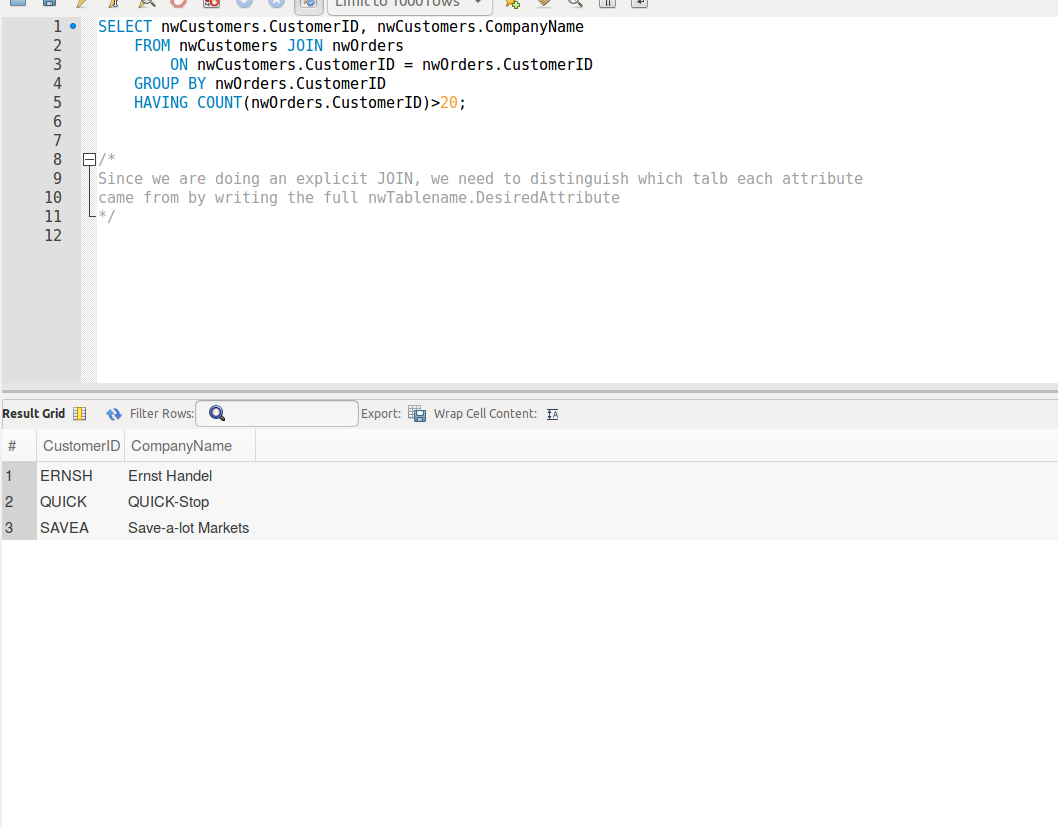 Limit to 1000 rows
1 SELECT nwCustomers.CustomerID, nwCustomers.CompanyName
2 FROM nwCustomers JOIN nwOrders
3 ON nwCustomers.CustomerID = nwOrders.CustomerID
4 GROUP BY nwOrders.CustomerID
5 HAVING COUNT(nwOrders.CustomerID)>20;
6
7
8 /*
9 Since we are doing an explicit JOIN, we need to distinguish which talb each attribute
10 came from by writing the full nwTablename.DesiredAttribute
11 */
12
Result Grid Filter Rows: Export: Wrap Cell Content: IA
# CustomerID CompanyName
1 ERNSH Ernst Handel
2 QUICK QUICK-Stop
3 SAVEA Save-a-lot Markets